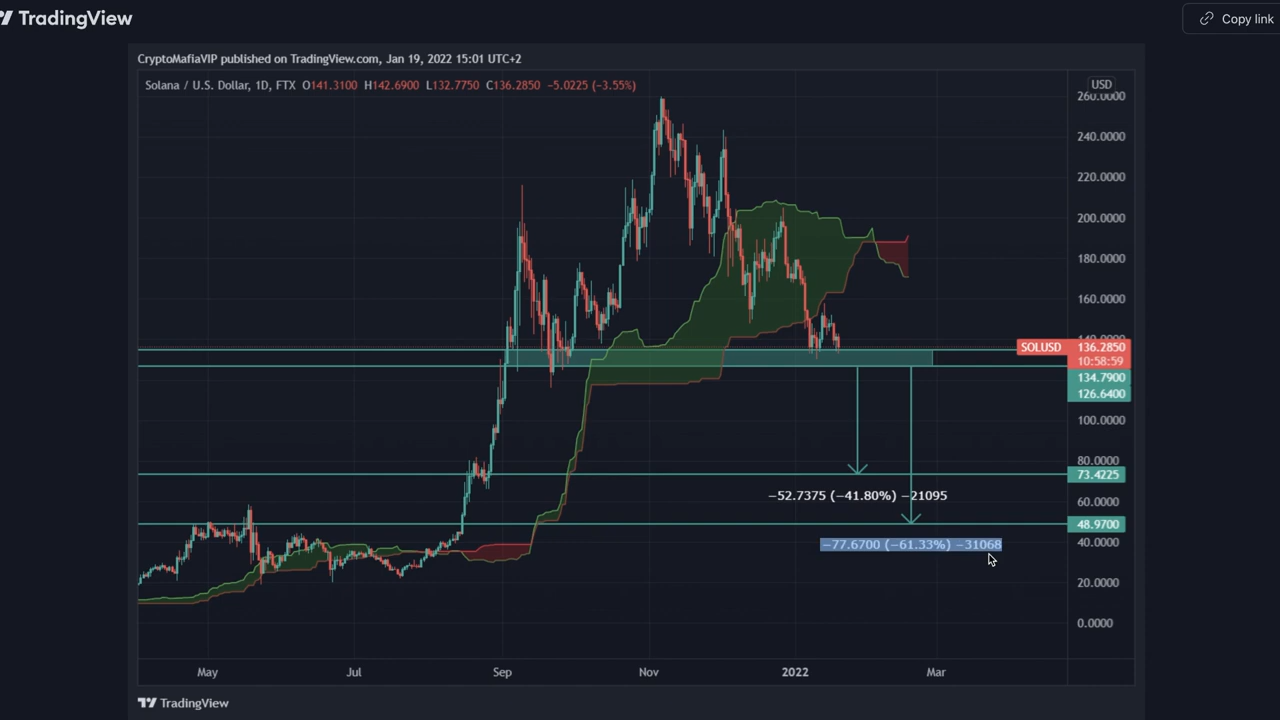 TradingView
Copy link
CryptoMafiaVIP published on TradingView.com, Jan 19, 2022 15:01 UTC+2
Solana / U.S. Dollar, 1D, FTX O141.3100 H142.6900 L132.7750 C136.2850 −5.0225 (−3.55%)
USD
260.0000
240.0000
220.0000
200.0000
180.0000
160.0000
140.0000
SOLUSD 136.2850
10:58:59
134.7900
126.6400
100.0000
80.0000
73.4225
−52.7375 (−41.80%) −21095
60.0000
48.9700
40.0000
−77.6700 (−61.33%) −31068
20.0000
0.0000
May Jul Sep Nov 2022 Mar
TradingView